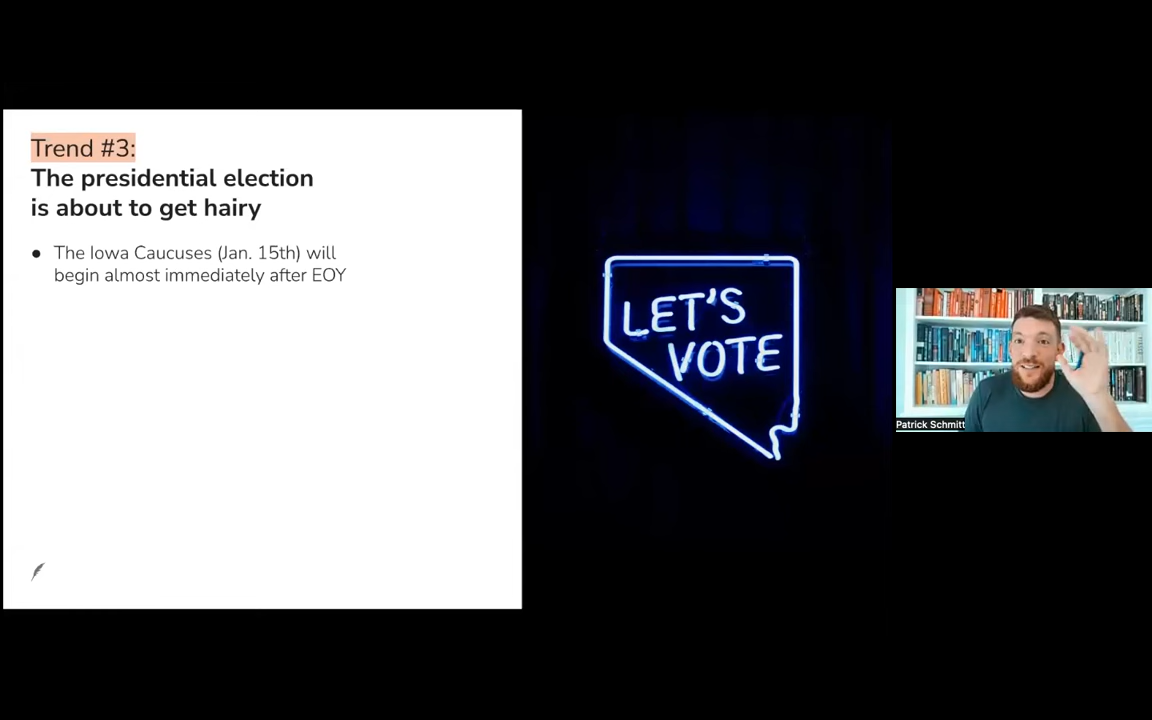 Trend #3:
The presidential election
is about to get hairy
● The Iowa Caucuses (Jan. 15th) will
begin almost immediately after EOY
LET'S
VOTE
Patrick Schmitt